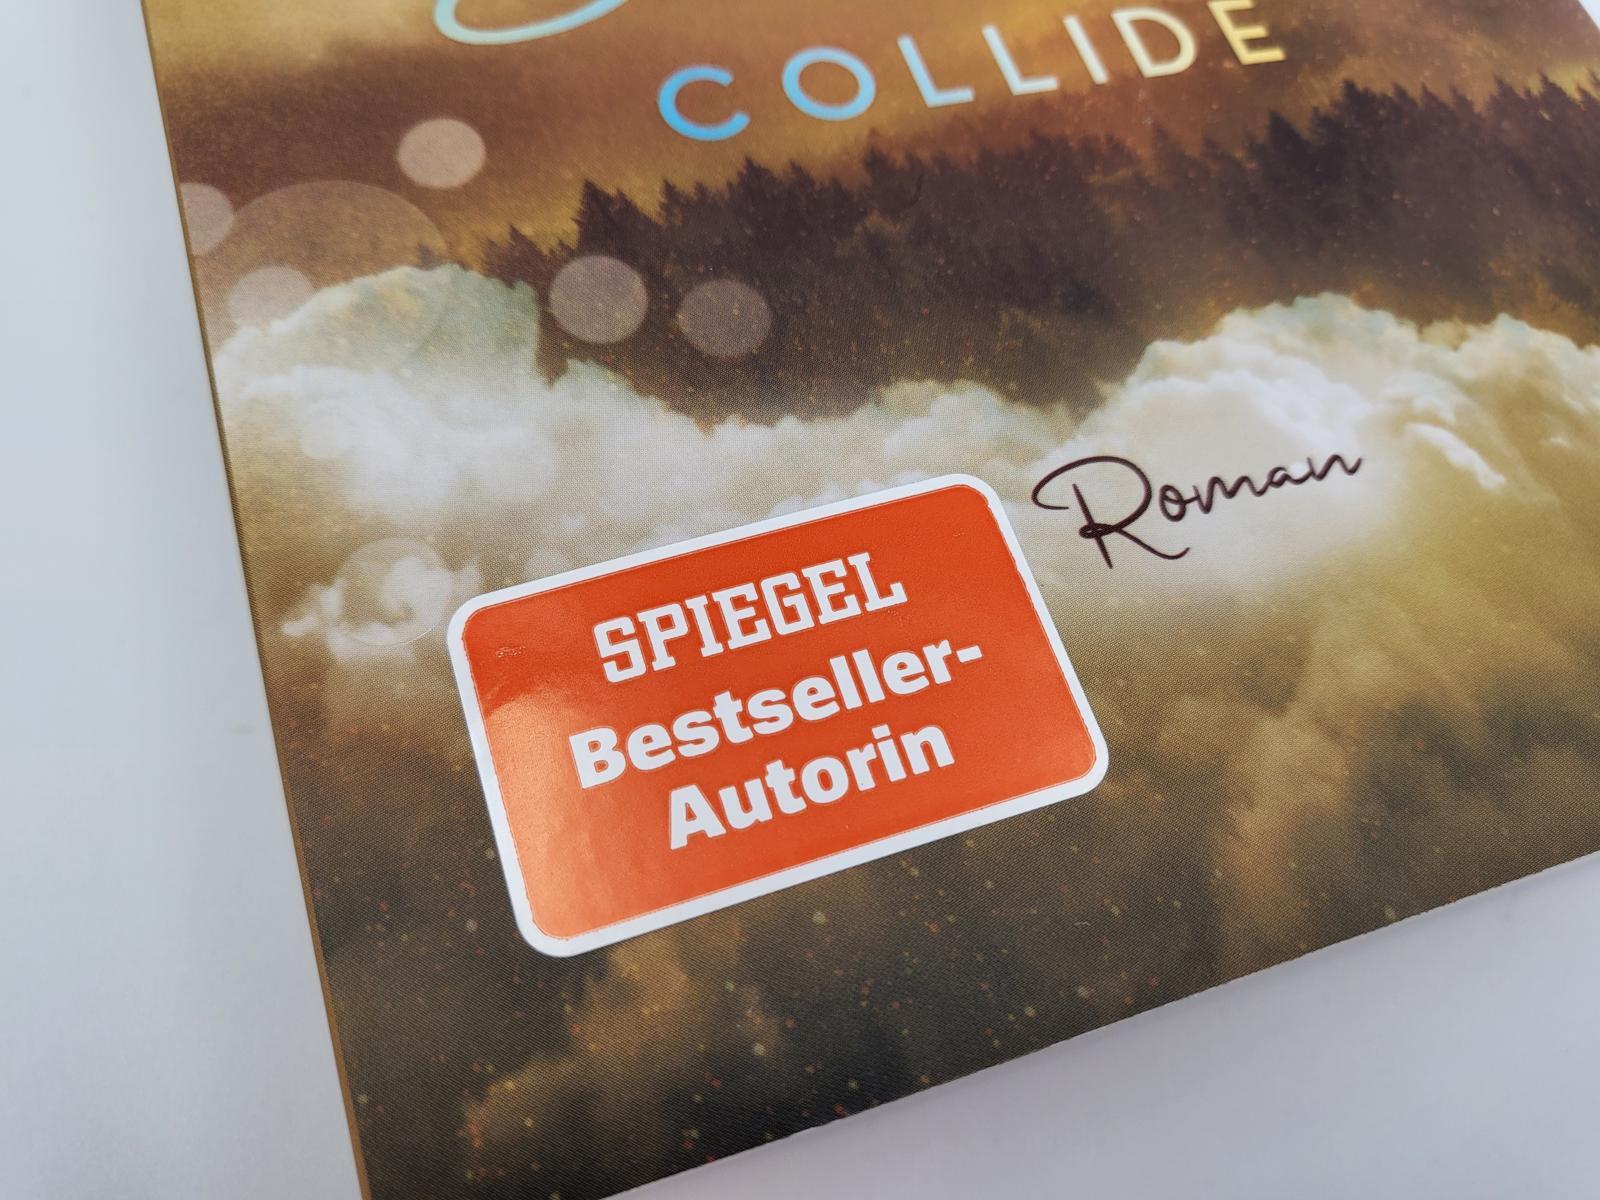 COLLIDE
Roman
SPIEGEL
Bestseller-
Autorin